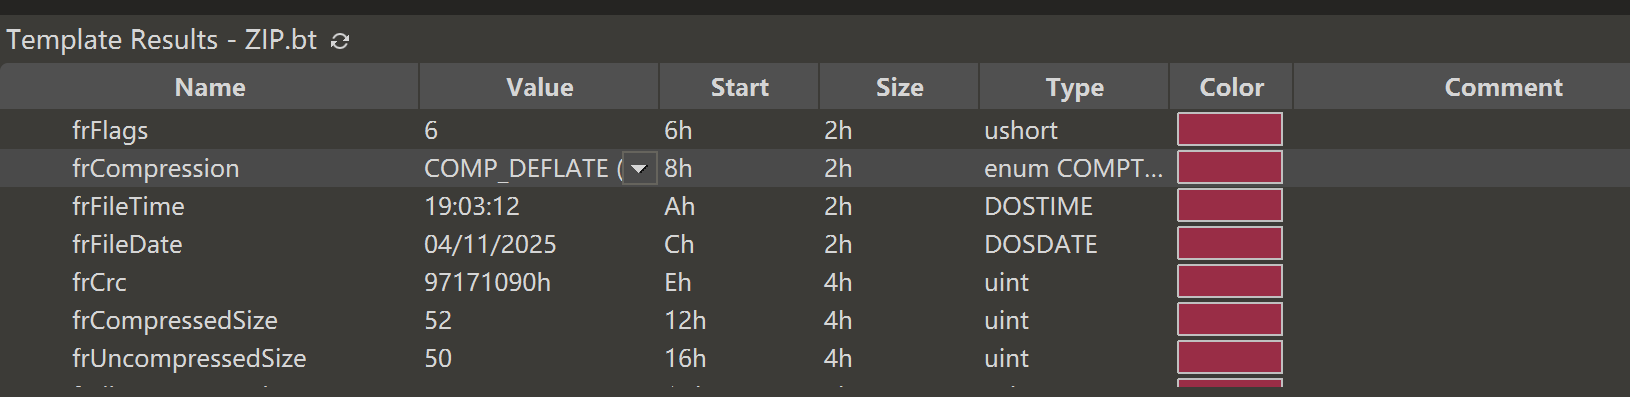 Template Results - ZIP.bt
Name Value Start Size Type Color Comment
frFlags 6 6h 2h ushort
frCompression COMP_DEFLATE ( 8h 2h enum COMPT...
frFileTime 19:03:12 Ah 2h DOSTIME
frFileDate 04/11/2025 Ch 2h DOSDATE
frCrc 97171090h Eh 4h uint
frCompressedSize 52 12h 4h uint
frUncompressedSize 50 16h 4h uint